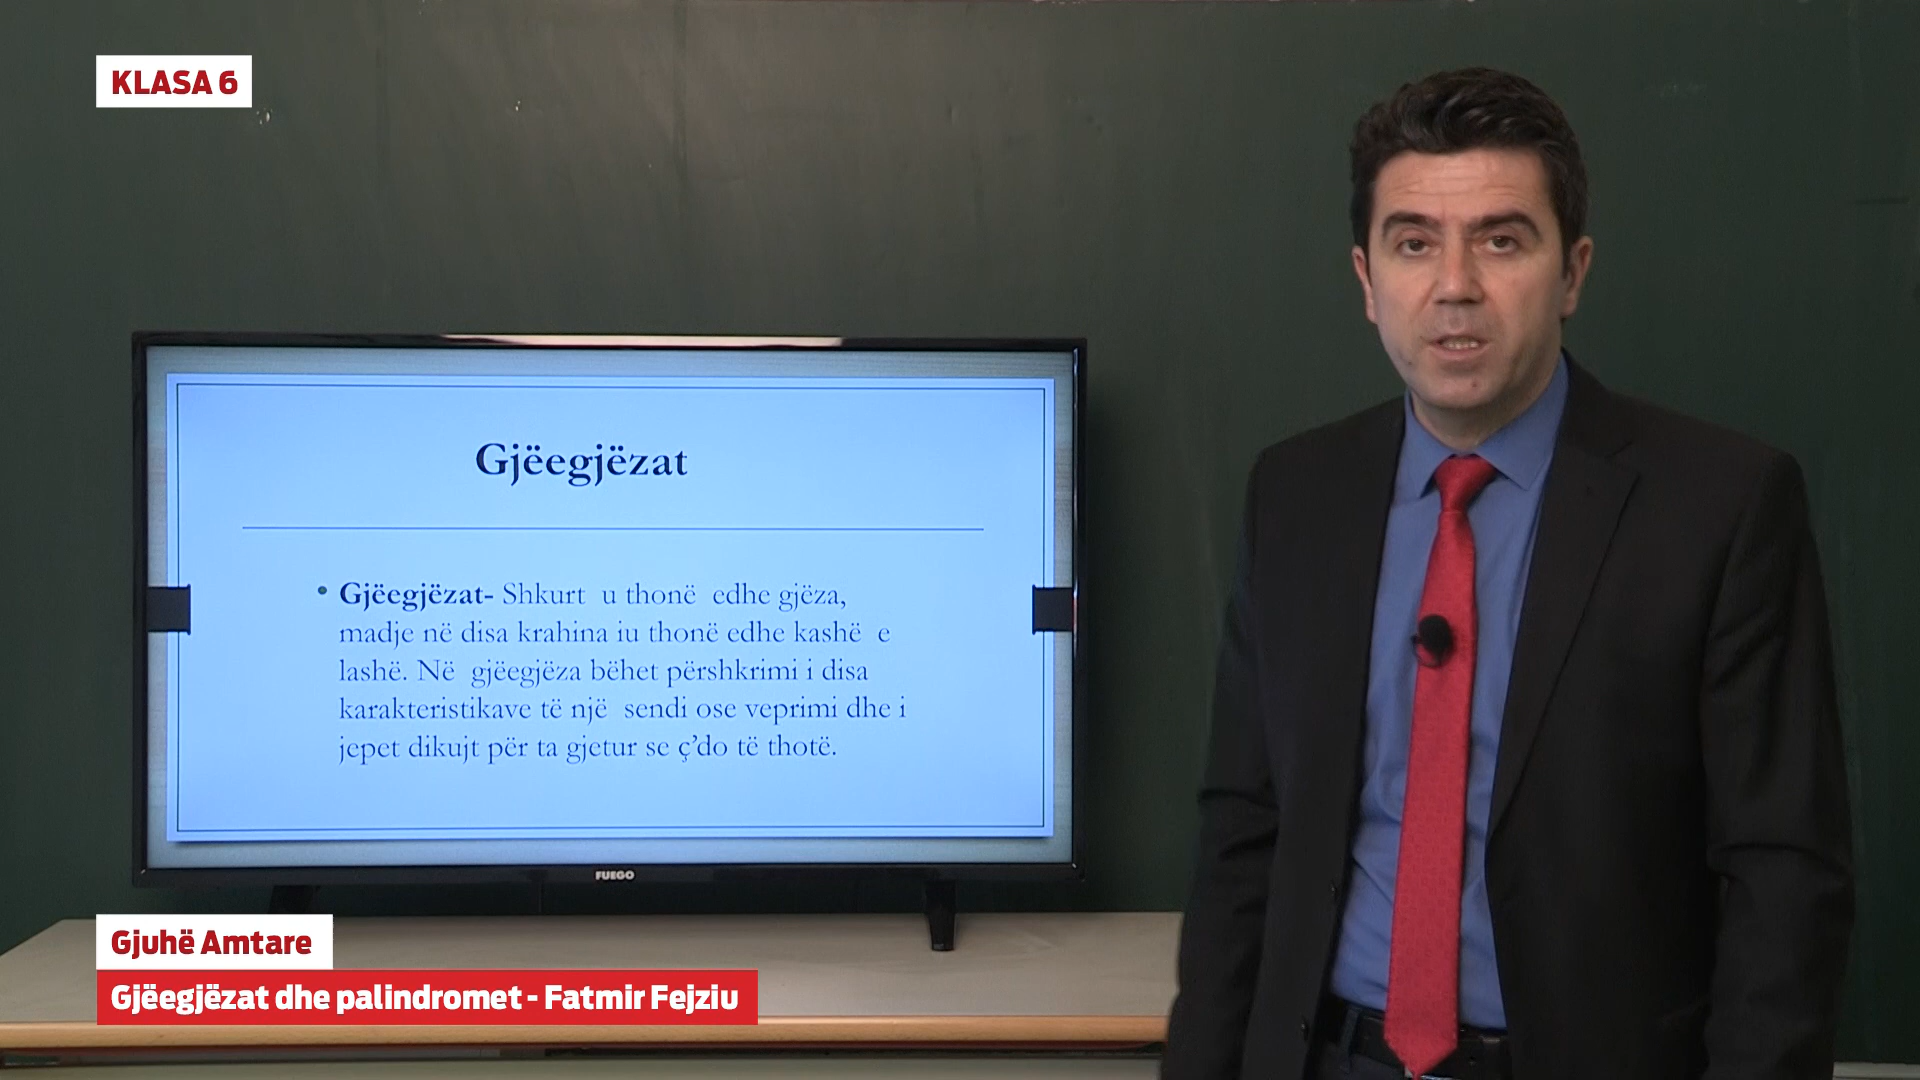 KLASA 6
Gjëegjëzat
• Gjëegjëzat- Shkurt u thonë edhe gjëza,
madje në disa krahina iu thonë edhe kashë e
lashë. Në gjëegjëza bëhet përshkrimi i disa
karakteristikave të një sendi ose veprimi dhe i
jepet dikujt për ta gjetur se ç’do të thotë.
FUEGO
Gjuhë Amtare
Gjëegjëzat dhe palindromet - Fatmir Fejziu